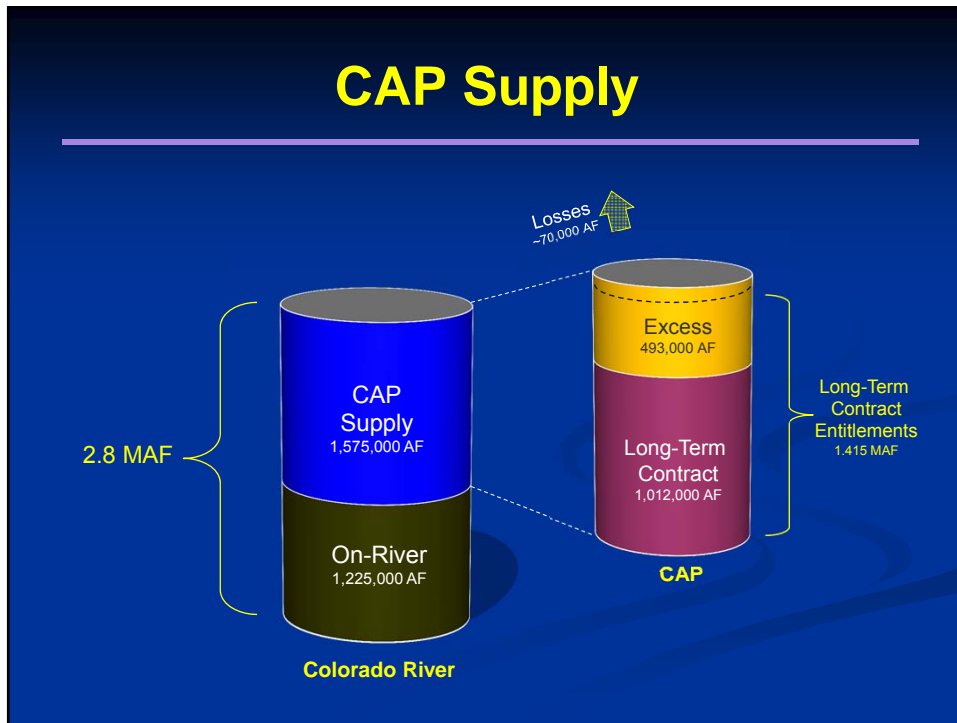 CAP Supply
Losses
~70,000 AF
2.8 MAF
CAP
Supply
1,575,000 AF
On-River
1,225,000 AF
Colorado River
Excess
493,000 AF
Long-Term
Contract
1,012,000 AF
CAP
Long-Term
Contract
Entitlements
1.415 MAF